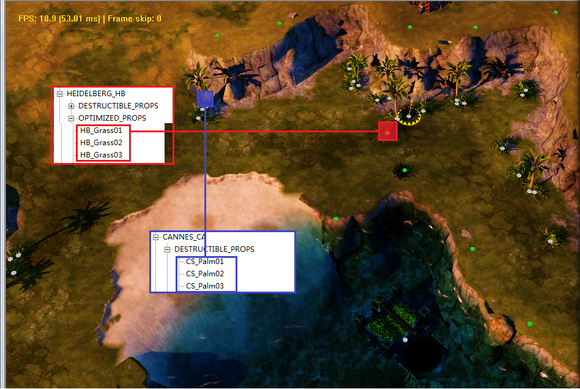 FPS: 18.9 [53.01 ms] | Frame skip: 0
HEIDELBERG_HB
DESTRUCTIBLE_PROPS
OPTIMIZED_PROPS
HB_Grass01
HB_Grass02
HB_Grass03
CANNES_CA
DESTRUCTIBLE_PROPS
CS_Palm01
CS_Palm02
CS_Palm03